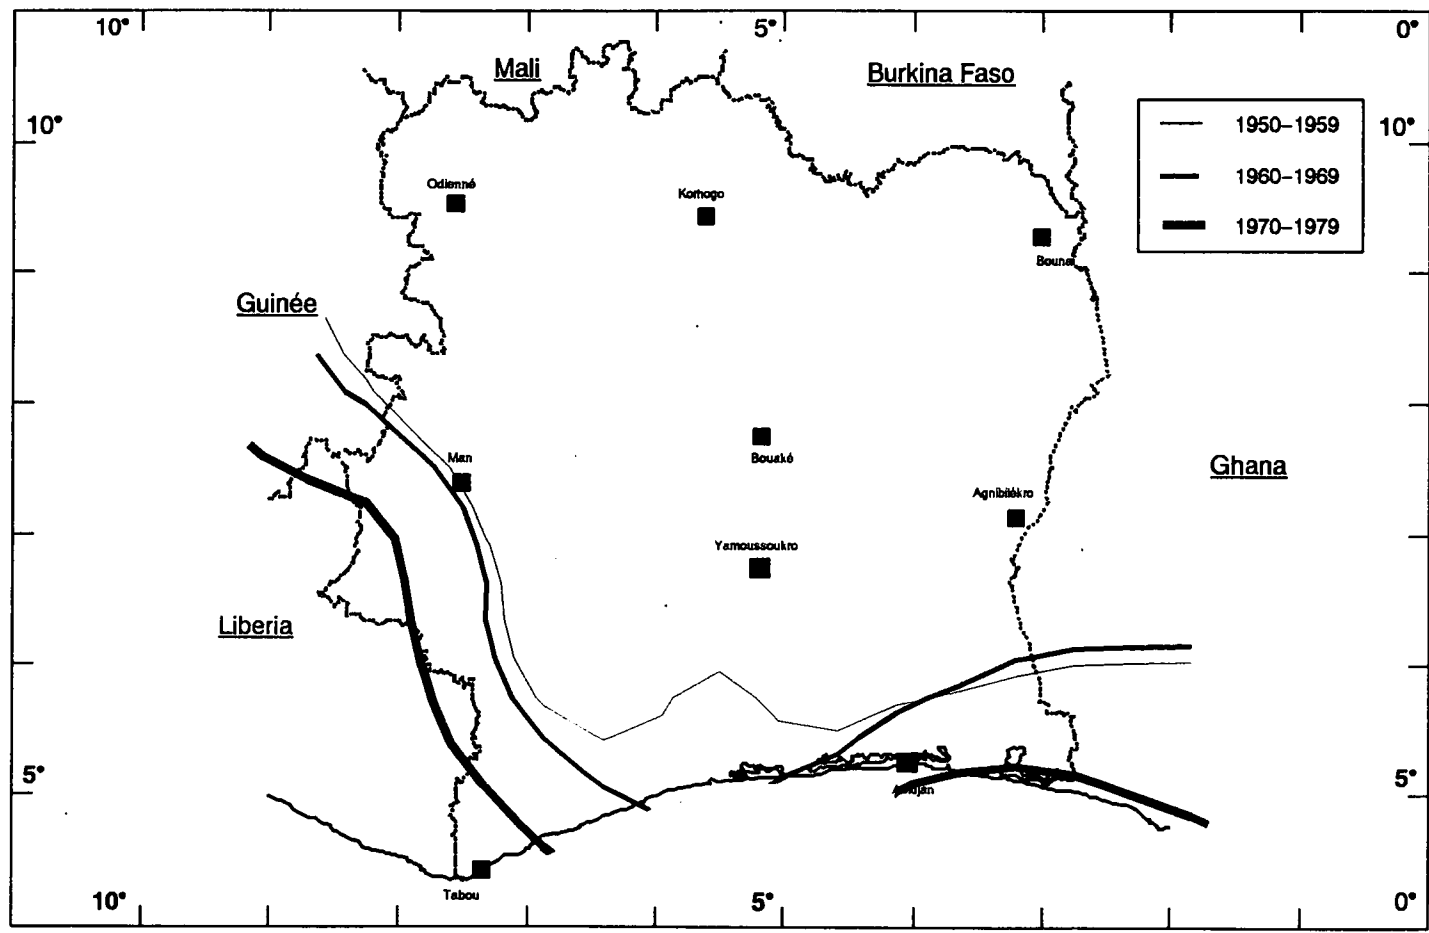 10° 5° 0°
Mali
Burkina Faso
10° 10°
1950–1959
1960–1969
1970–1979
Odienné
Korhogo
Bouna
Guinée
Man
Bouaké
Ghana
Agnibilékro
Yamoussoukro
Liberia
5° 5°
Abidjan
Tabou
10° 5° 0°